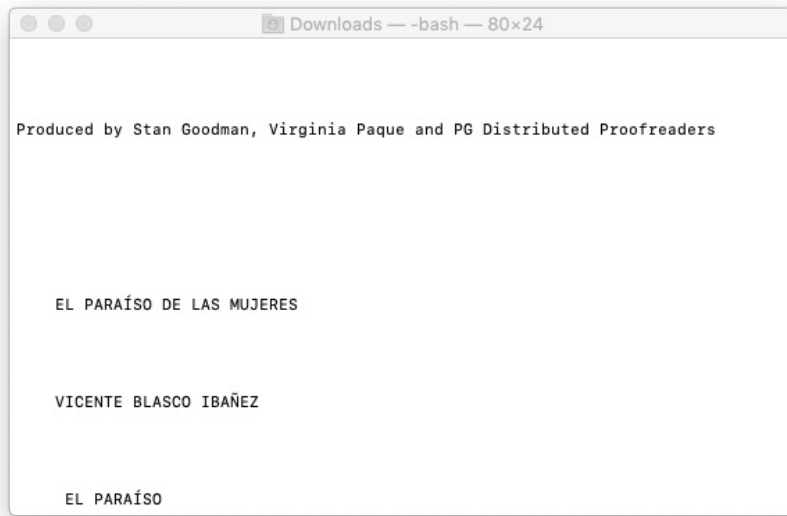 Downloads — -bash — 80×24
Produced by Stan Goodman, Virginia Paque and PG Distributed Proofreaders
EL PARAÍSO DE LAS MUJERES
VICENTE BLASCO IBAÑEZ
EL PARAÍSO